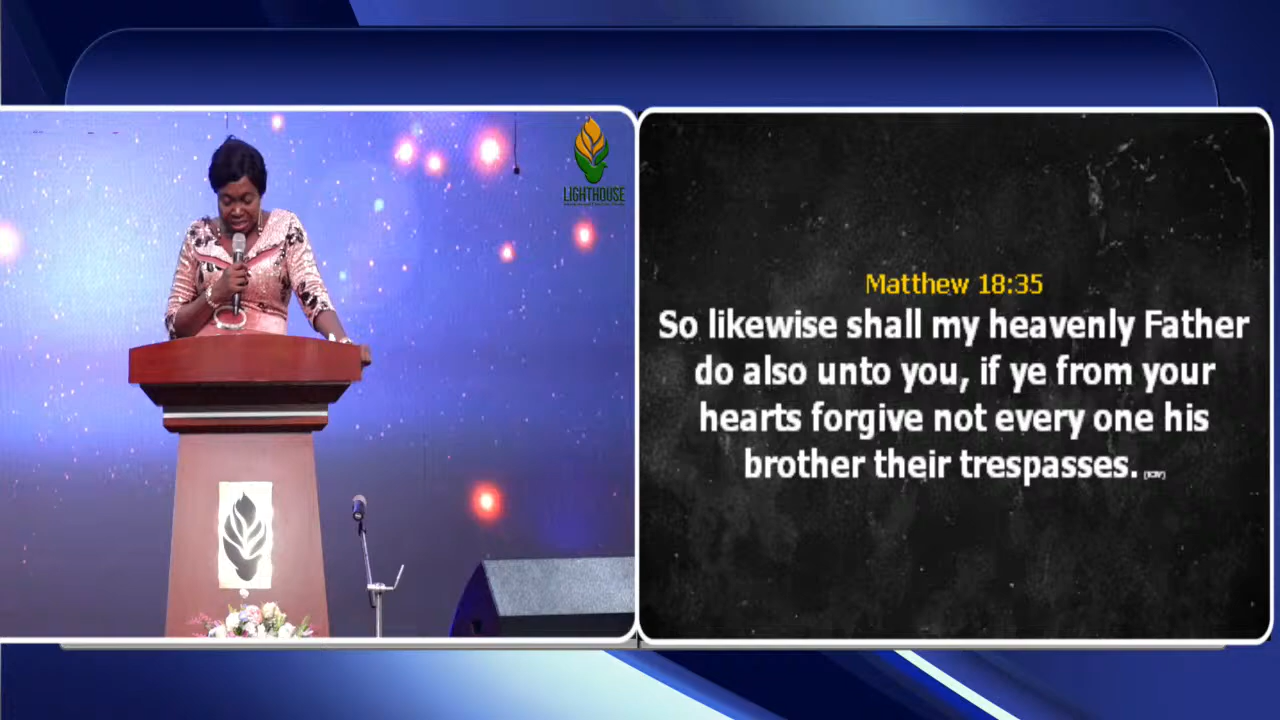 LIGHTHOUSE
Matthew 18:35
So likewise shall my heavenly Father
do also unto you, if ye from your
hearts forgive not every one his
brother their trespasses. (KJV)